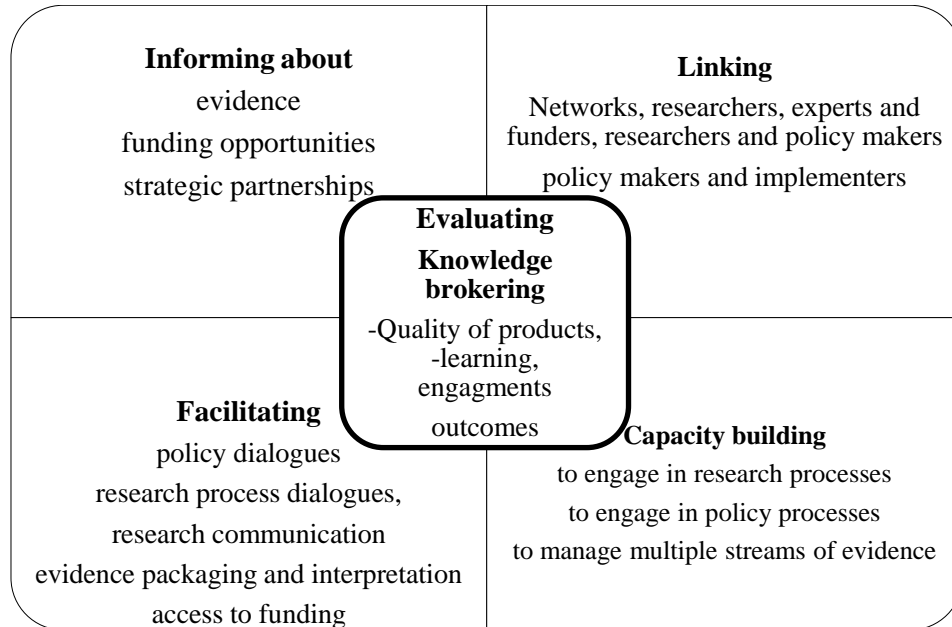 Informing about
evidence
funding opportunities
strategic partnerships
Linking
Networks, researchers, experts and
funders, researchers and policy makers
policy makers and implementers
Evaluating
Knowledge
brokering
-Quality of products,
-learning,
engagments
outcomes
Facilitating
policy dialogues
research process dialogues,
research communication
evidence packaging and interpretation
access to funding
Capacity building
to engage in research processes
to engage in policy processes
to manage multiple streams of evidence